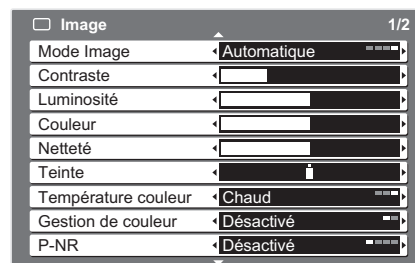 Image 1/2
Mode Image Automatique
Contraste
Luminosité
Couleur
Netteté
Teinte
Température couleur Chaud
Gestion de couleur Désactivé
P-NR Désactivé